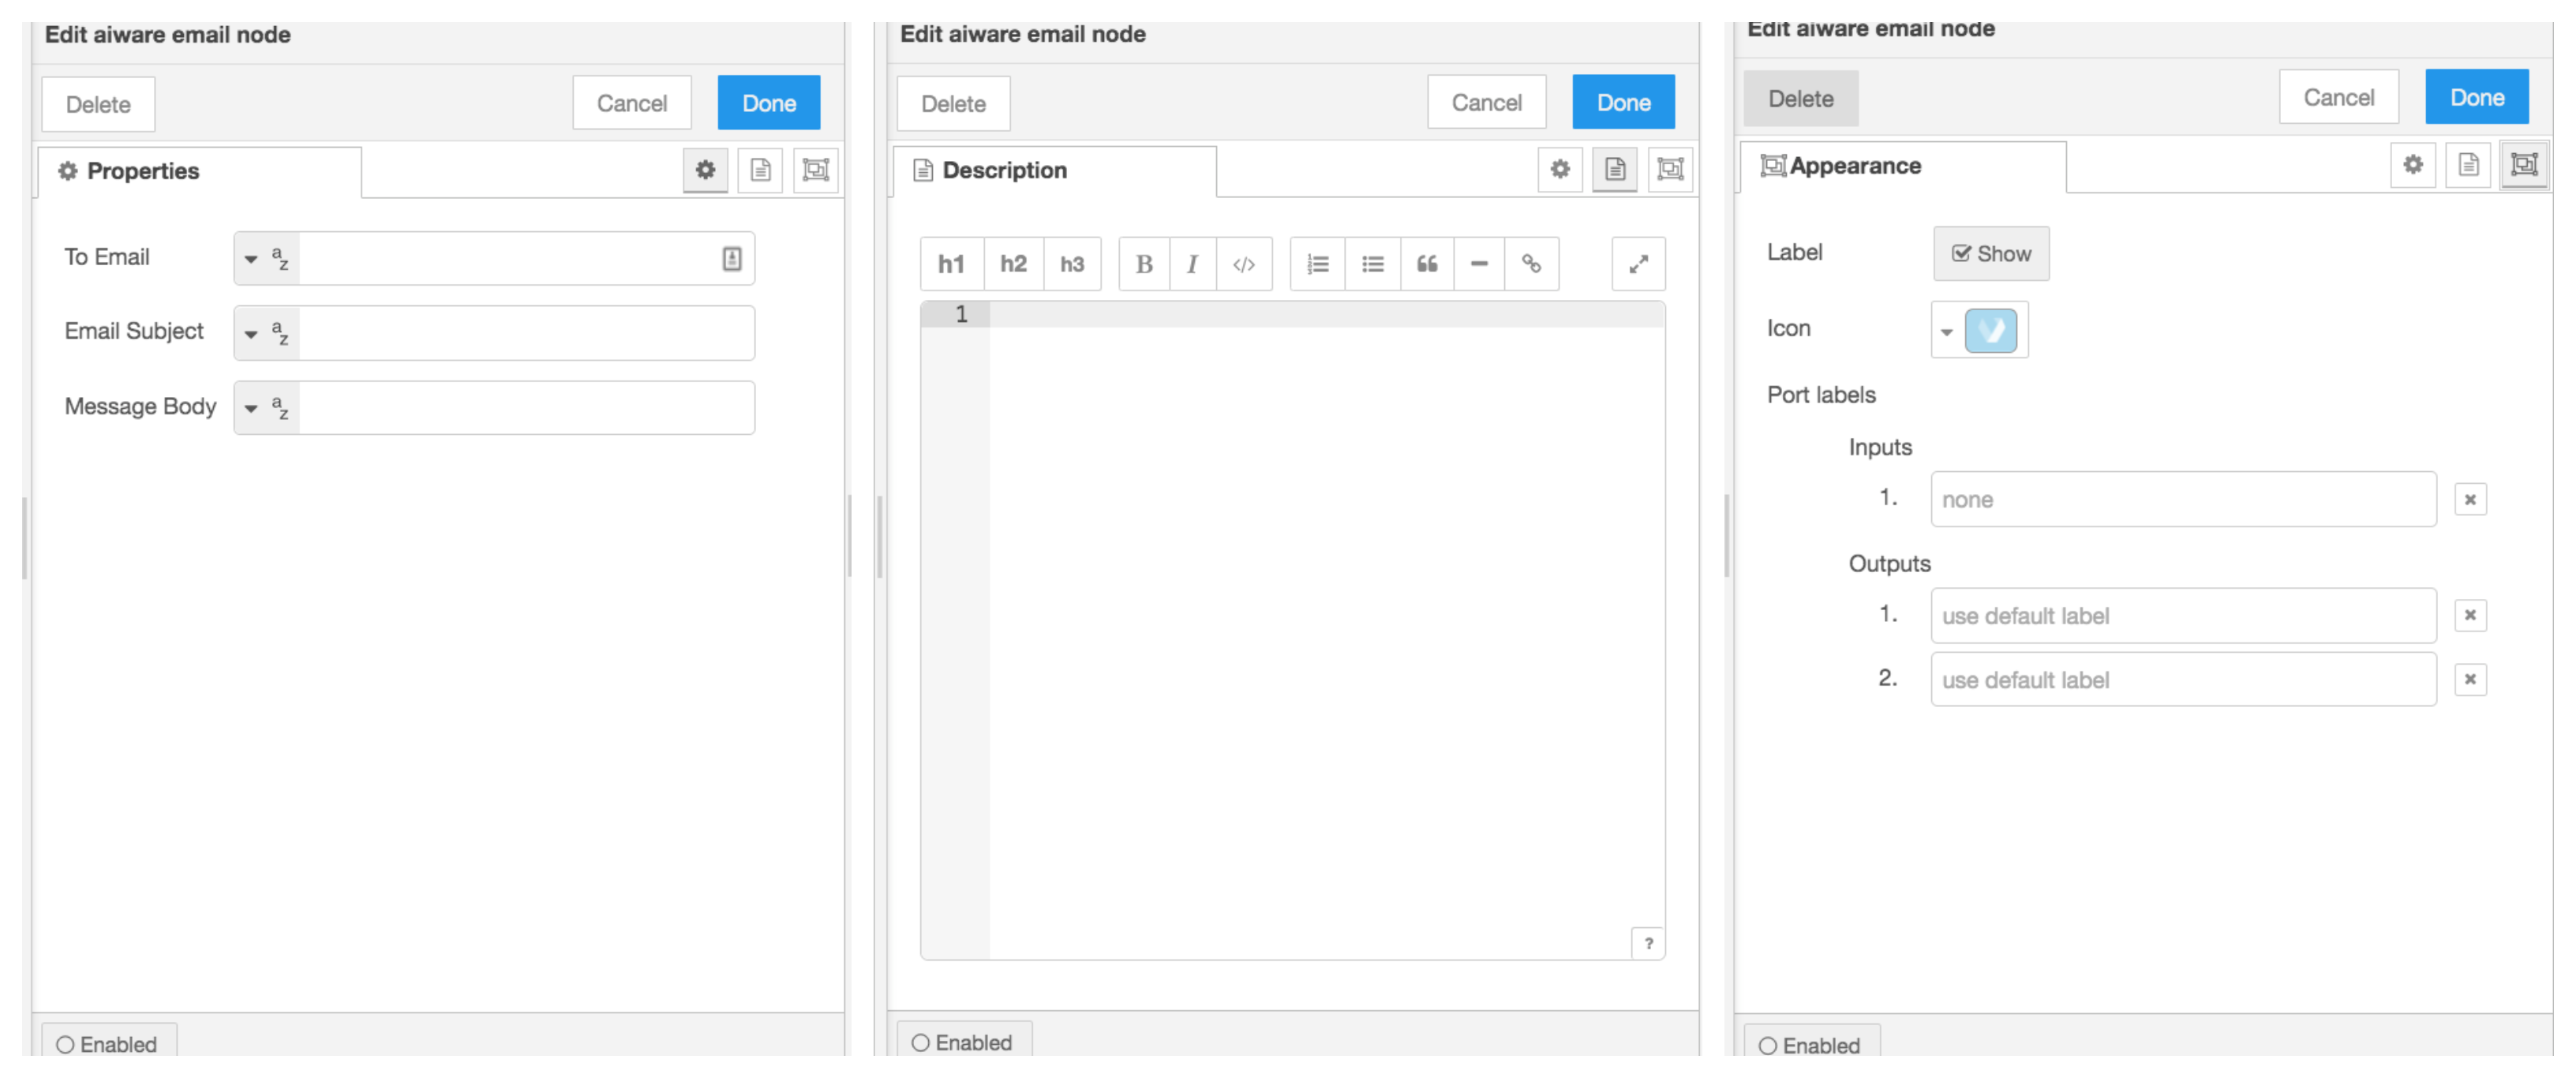 Edit aiware email node
Delete
Cancel
Done
Properties
To Email
a
z
Email Subject
a
z
Message Body
a
z
Enabled
Edit aiware email node
Delete
Cancel
Done
Description
h1
h2
h3
B
I
</>
1
?
Enabled
Edit aiware email node
Delete
Cancel
Done
Appearance
Label
Show
Icon
Port labels
Inputs
1. none
Outputs
1. use default label
2. use default label
Enabled